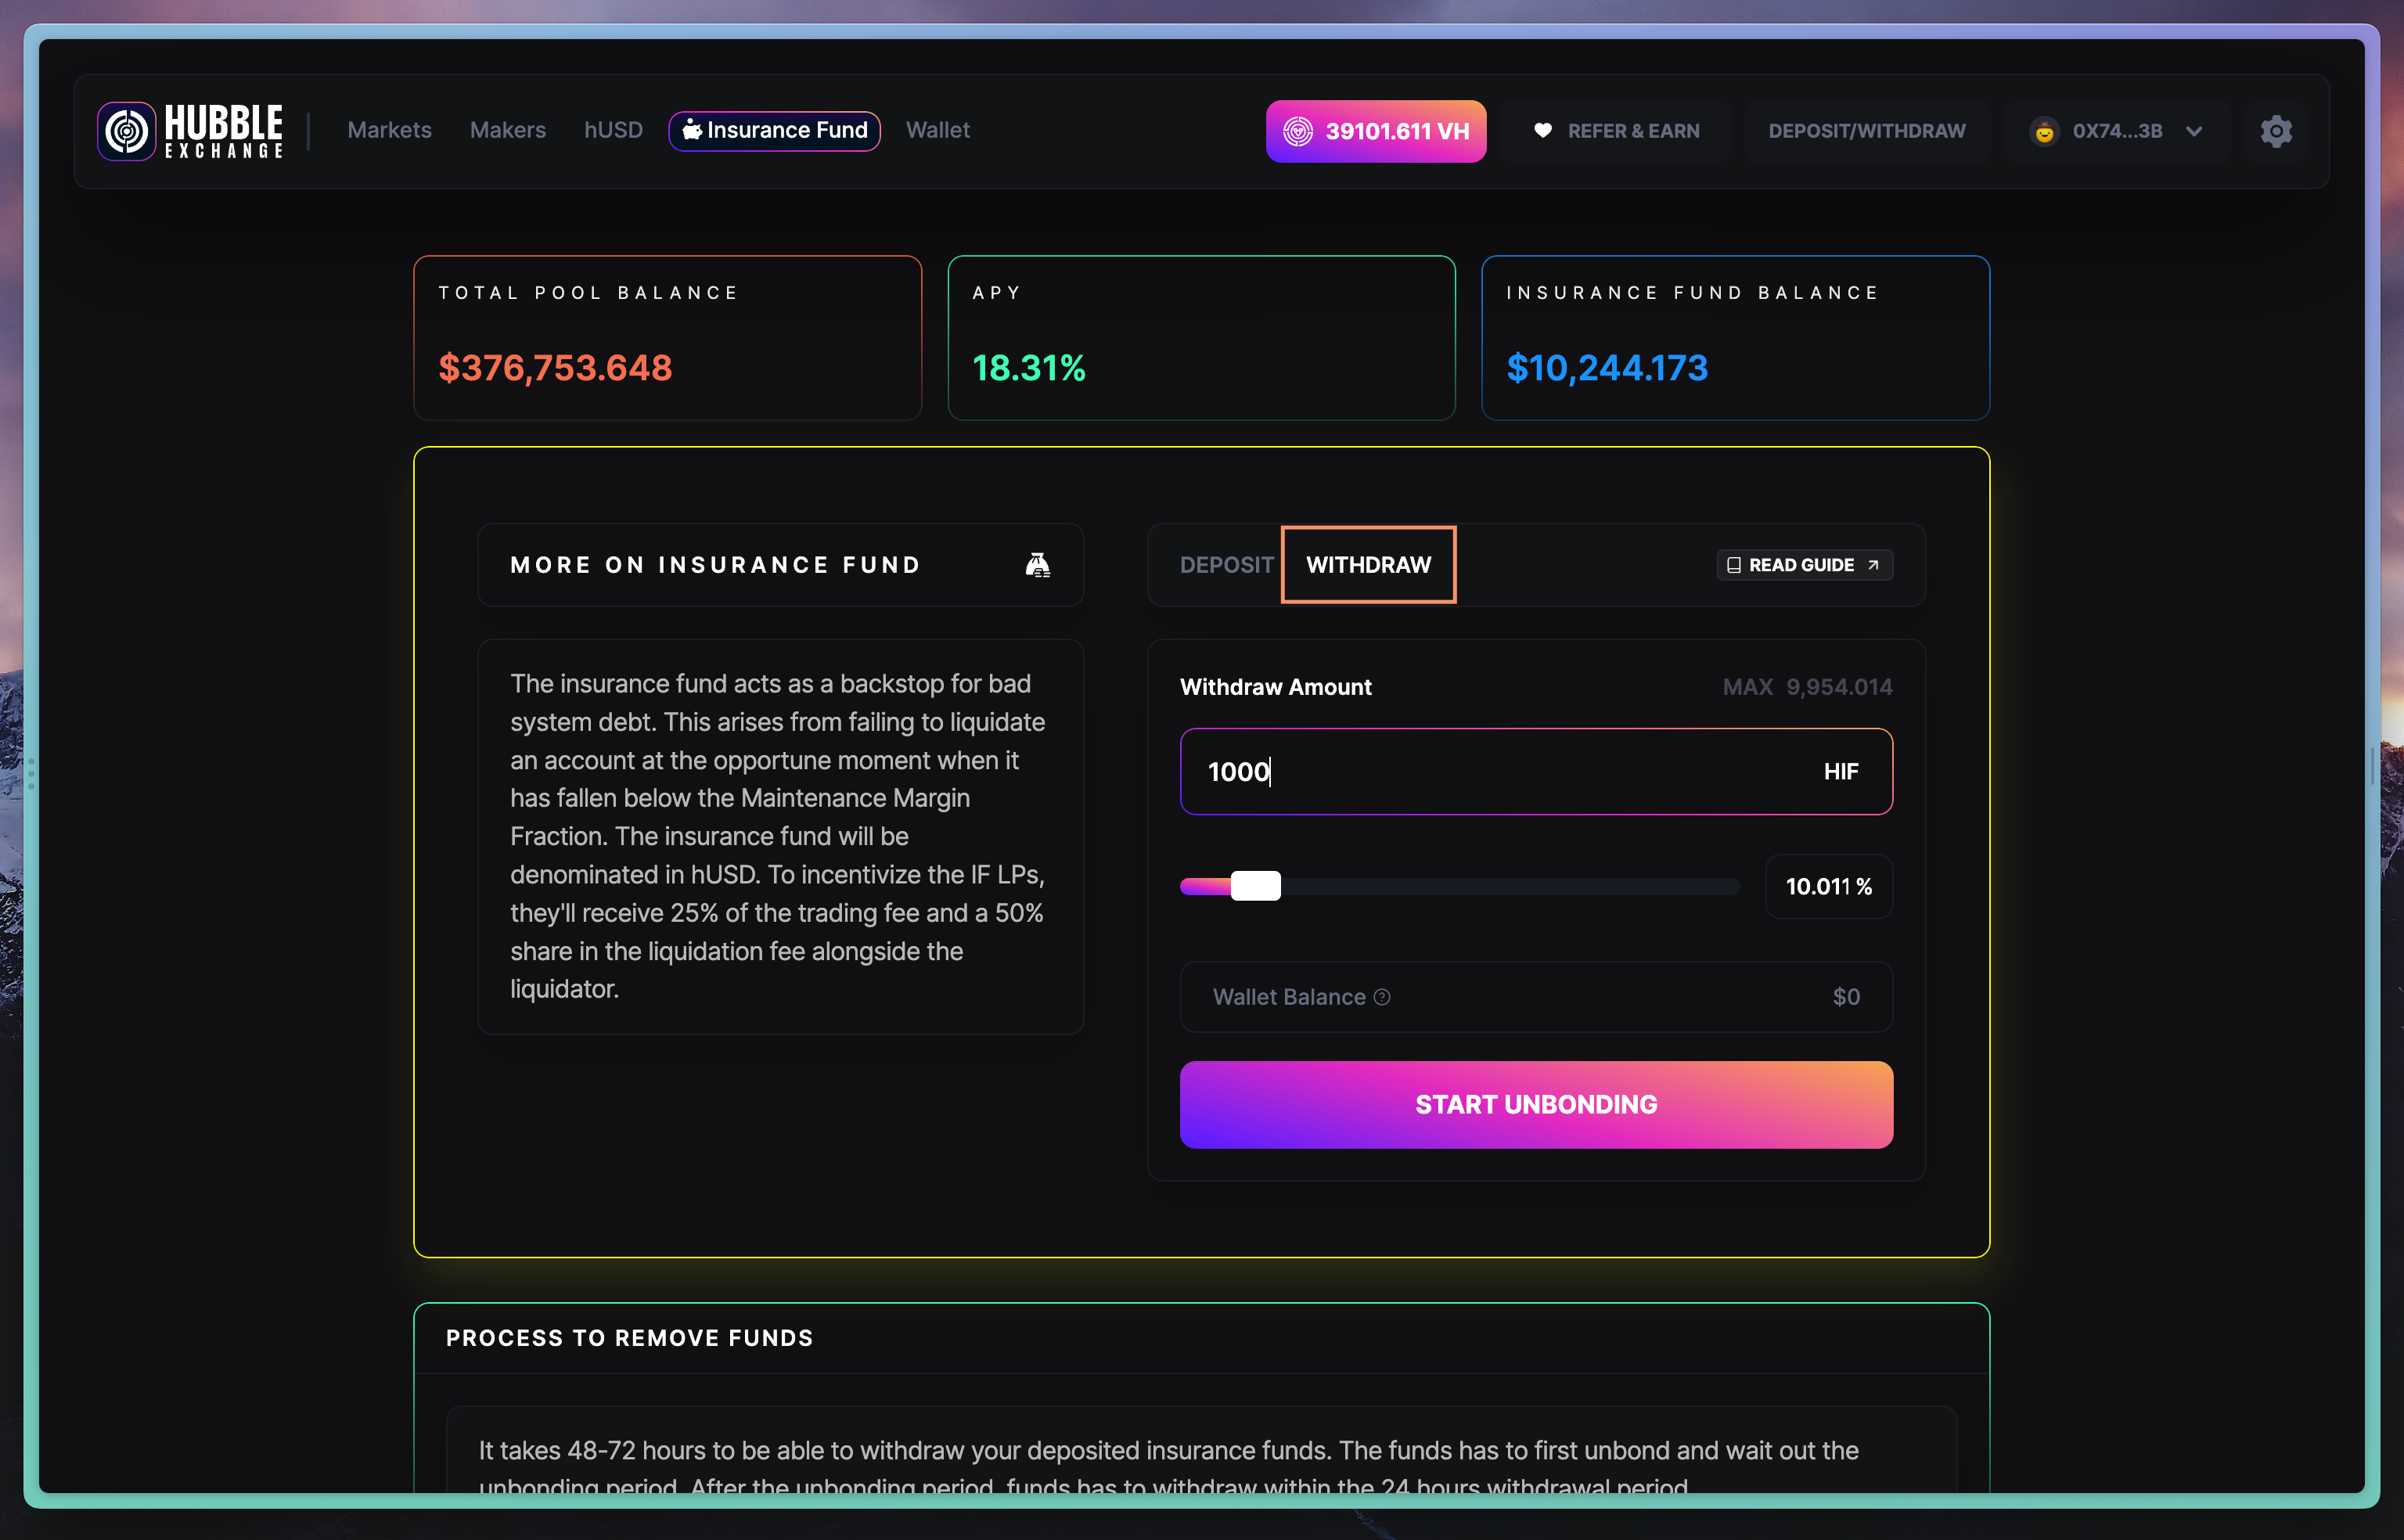 HUBBLE
EXCHANGE
Markets
Makers
hUSD
Insurance Fund
Wallet
39101.611 VH
REFER & EARN
DEPOSIT/WITHDRAW
0X74...3B
TOTAL POOL BALANCE
$376,753.648
APY
18.31%
INSURANCE FUND BALANCE
$10,244.173
MORE ON INSURANCE FUND
The insurance fund acts as a backstop for bad
system debt. This arises from failing to liquidate
an account at the opportune moment when it
has fallen below the Maintenance Margin
Fraction. The insurance fund will be
denominated in hUSD. To incentivize the IF LPs,
they'll receive 25% of the trading fee and a 50%
share in the liquidation fee alongside the
liquidator.
DEPOSIT
WITHDRAW
READ GUIDE
Withdraw Amount
MAX 9,954.014
1000
HIF
10.011 %
Wallet Balance
$0
START UNBONDING
PROCESS TO REMOVE FUNDS
It takes 48-72 hours to be able to withdraw your deposited insurance funds. The funds has to first unbond and wait out the
unbonding period. After the unbonding period, funds has to withdraw within the 24 hours withdrawal period.